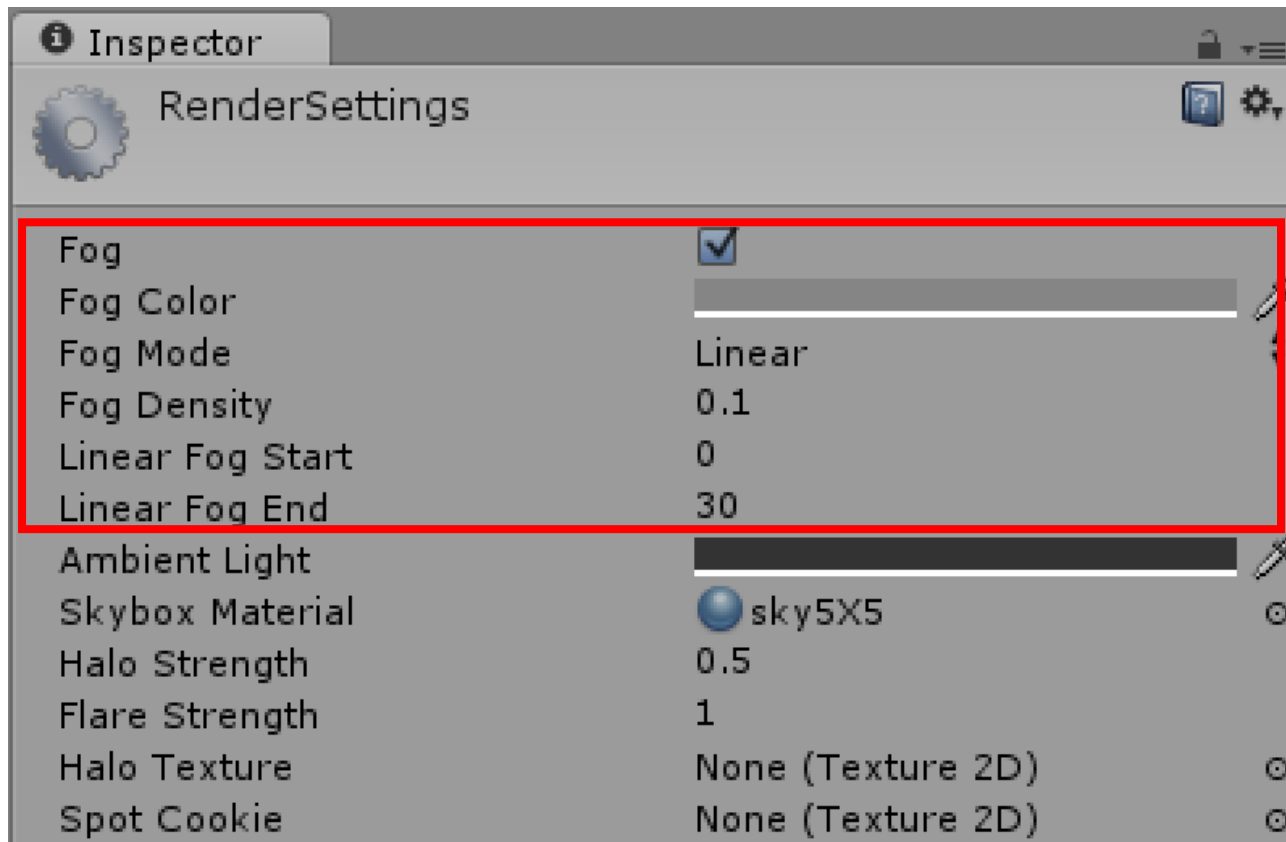 Inspector
RenderSettings
Fog
Fog Color
Fog Mode Linear
Fog Density 0.1
Linear Fog Start 0
Linear Fog End 30
Ambient Light
Skybox Material sky5X5
Halo Strength 0.5
Flare Strength 1
Halo Texture None (Texture 2D)
Spot Cookie None (Texture 2D)